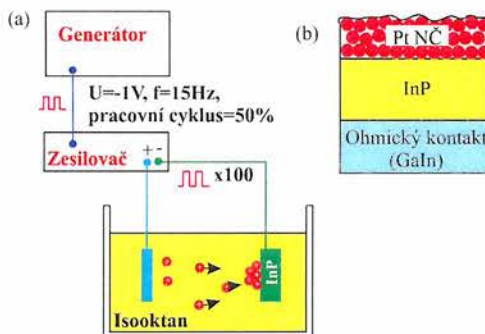 (a)
Generátor
U=-1V, f=15Hz,
pracovní cyklus=50%
Zesilovač
+-
x100
InP
Isooktan
(b)
Pt NČ
InP
Ohmický kontakt
(GaIn)